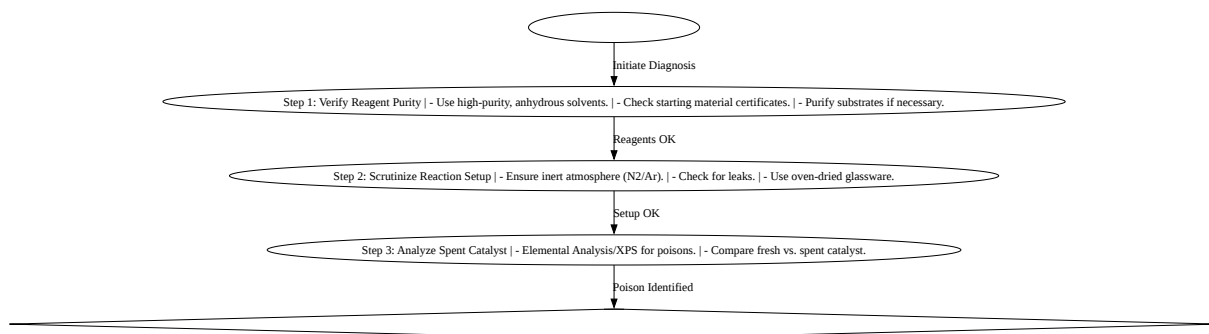 Initiate Diagnosis
Step 1: Verify Reagent Purity | - Use high-purity, anhydrous solvents. | - Check starting material certificates. | - Purify substrates if necessary.
Reagents OK
Step 2: Scrutinize Reaction Setup | - Ensure inert atmosphere (N2/Ar). | - Check for leaks. | - Use oven-dried glassware.
Setup OK
Step 3: Analyze Spent Catalyst | - Elemental Analysis/XPS for poisons. | - Compare fresh vs. spent catalyst.
Poison Identified